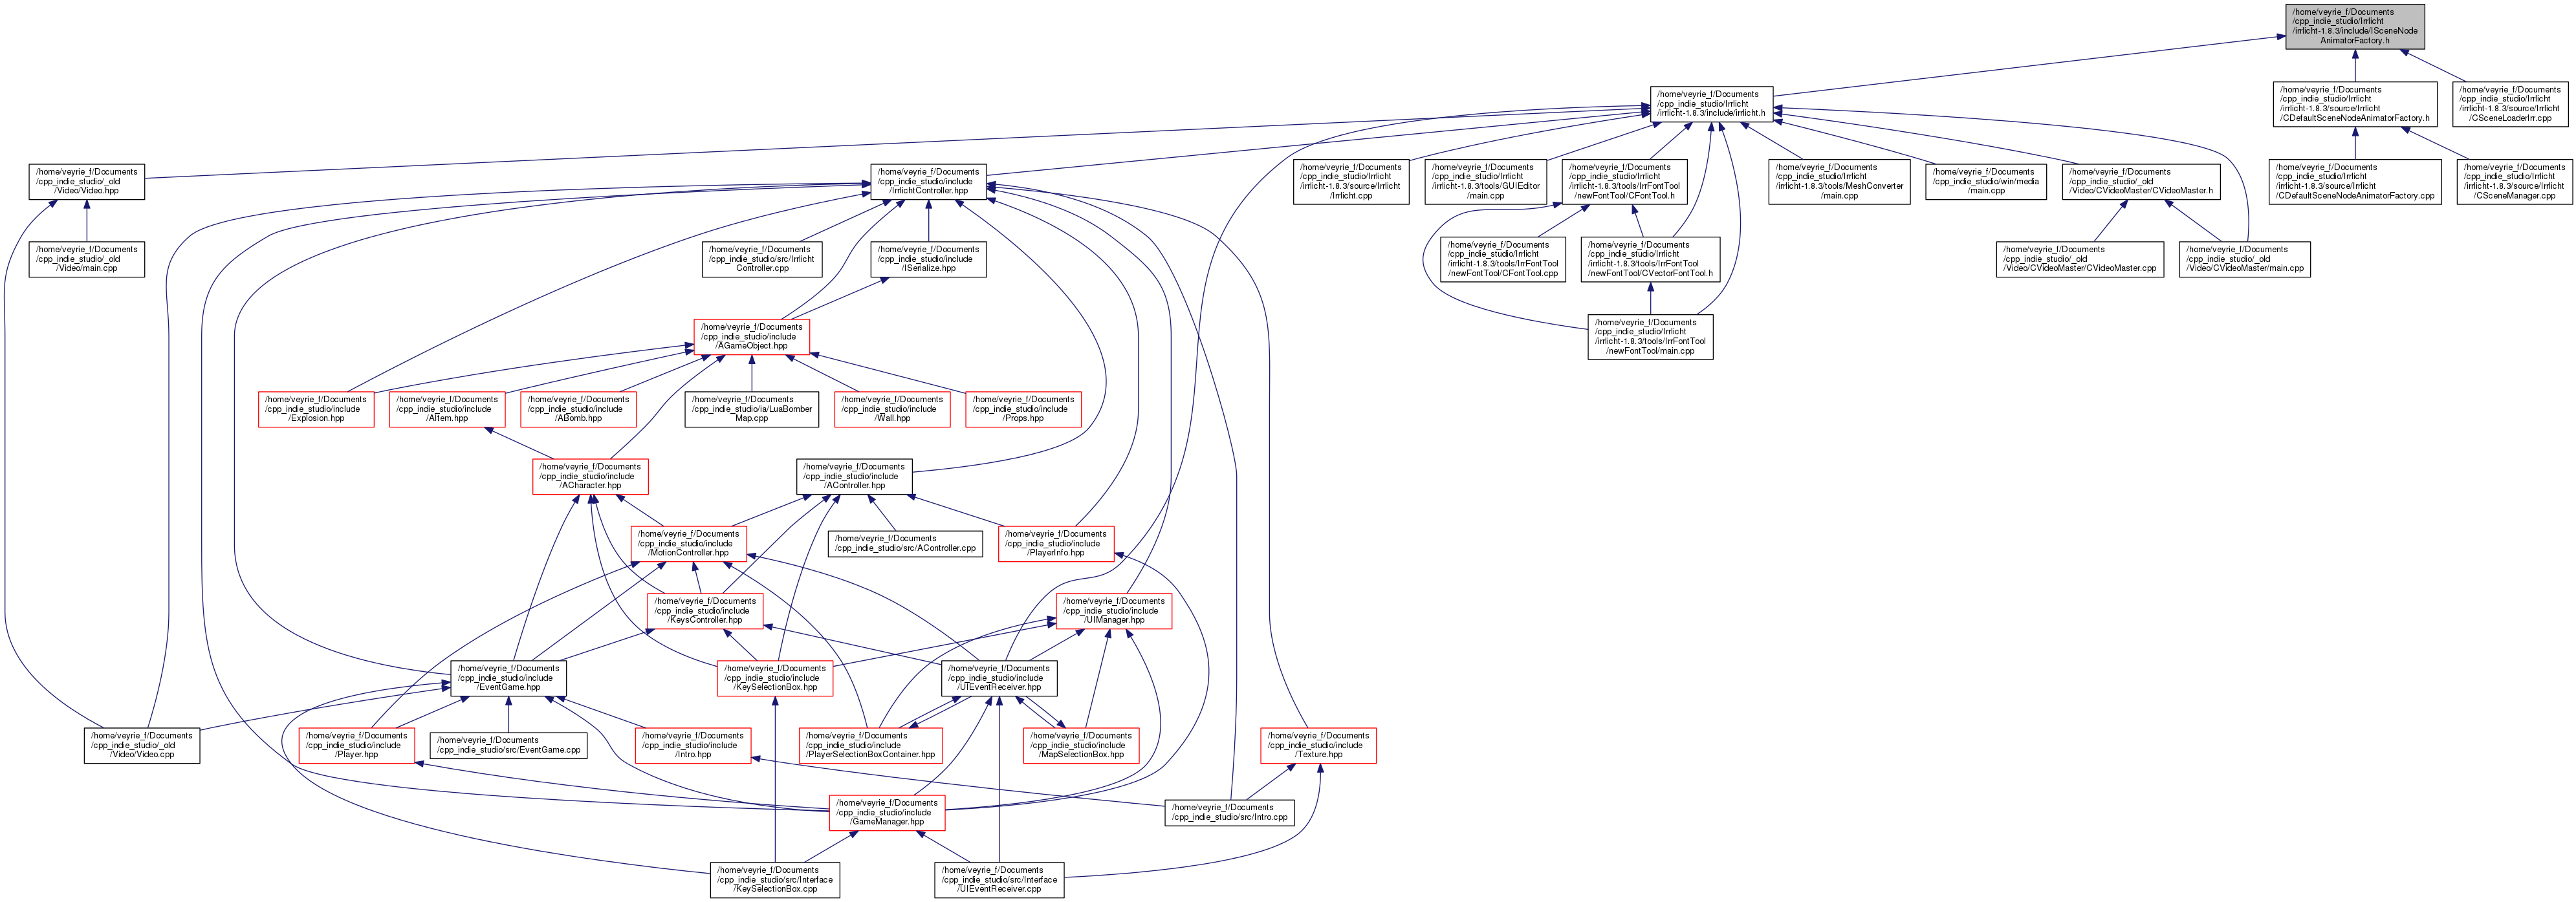 /home/veyrie_f/Documents
/cpp_indie_studio/Irrlicht
/irrlicht-1.8.3/include/ISceneNode
AnimatorFactory.h
/home/veyrie_f/Documents
/cpp_indie_studio/Irrlicht
/irrlicht-1.8.3/include/irrlicht.h
/home/veyrie_f/Documents
/cpp_indie_studio/Irrlicht
/irrlicht-1.8.3/source/Irrlicht
/CDefaultSceneNodeAnimatorFactory.h
/home/veyrie_f/Documents
/cpp_indie_studio/Irrlicht
/irrlicht-1.8.3/source/Irrlicht
/CSceneLoaderIrr.cpp
/home/veyrie_f/Documents
/cpp_indie_studio/_old
/Video/Video.hpp
/home/veyrie_f/Documents
/cpp_indie_studio/include
/IrrlichtController.hpp
/home/veyrie_f/Documents
/cpp_indie_studio/Irrlicht
/irrlicht-1.8.3/source/Irrlicht
/Irrlicht.cpp
/home/veyrie_f/Documents
/cpp_indie_studio/Irrlicht
/irrlicht-1.8.3/tools/GUIEditor
/main.cpp
/home/veyrie_f/Documents
/cpp_indie_studio/Irrlicht
/irrlicht-1.8.3/tools/IrrFontTool
/newFontTool/CFontTool.h
/home/veyrie_f/Documents
/cpp_indie_studio/Irrlicht
/irrlicht-1.8.3/tools/MeshConverter
/main.cpp
/home/veyrie_f/Documents
/cpp_indie_studio/win/media
/main.cpp
/home/veyrie_f/Documents
/cpp_indie_studio/_old
/Video/CVideoMaster/CVideoMaster.h
/home/veyrie_f/Documents
/cpp_indie_studio/Irrlicht
/irrlicht-1.8.3/source/Irrlicht
/CDefaultSceneNodeAnimatorFactory.cpp
/home/veyrie_f/Documents
/cpp_indie_studio/Irrlicht
/irrlicht-1.8.3/source/Irrlicht
/CSceneManager.cpp
/home/veyrie_f/Documents
/cpp_indie_studio/_old
/Video/main.cpp
/home/veyrie_f/Documents
/cpp_indie_studio/src/Irrlicht
Controller.cpp
/home/veyrie_f/Documents
/cpp_indie_studio/include
/ISerialize.hpp
/home/veyrie_f/Documents
/cpp_indie_studio/Irrlicht
/irrlicht-1.8.3/tools/IrrFontTool
/newFontTool/CFontTool.cpp
/home/veyrie_f/Documents
/cpp_indie_studio/Irrlicht
/irrlicht-1.8.3/tools/IrrFontTool
/newFontTool/CVectorFontTool.h
/home/veyrie_f/Documents
/cpp_indie_studio/_old
/Video/CVideoMaster/CVideoMaster.cpp
/home/veyrie_f/Documents
/cpp_indie_studio/_old
/Video/CVideoMaster/main.cpp
/home/veyrie_f/Documents
/cpp_indie_studio/include
/AGameObject.hpp
/home/veyrie_f/Documents
/cpp_indie_studio/Irrlicht
/irrlicht-1.8.3/tools/IrrFontTool
/newFontTool/main.cpp
/home/veyrie_f/Documents
/cpp_indie_studio/include
/Explosion.hpp
/home/veyrie_f/Documents
/cpp_indie_studio/include
/AItem.hpp
/home/veyrie_f/Documents
/cpp_indie_studio/include
/ABomb.hpp
/home/veyrie_f/Documents
/cpp_indie_studio/ia/LuaBomber
Map.cpp
/home/veyrie_f/Documents
/cpp_indie_studio/include
/Wall.hpp
/home/veyrie_f/Documents
/cpp_indie_studio/include
/Props.hpp
/home/veyrie_f/Documents
/cpp_indie_studio/include
/ACharacter.hpp
/home/veyrie_f/Documents
/cpp_indie_studio/include
/AController.hpp
/home/veyrie_f/Documents
/cpp_indie_studio/include
/MotionController.hpp
/home/veyrie_f/Documents
/cpp_indie_studio/src/AController.cpp
/home/veyrie_f/Documents
/cpp_indie_studio/include
/PlayerInfo.hpp
/home/veyrie_f/Documents
/cpp_indie_studio/include
/KeysController.hpp
/home/veyrie_f/Documents
/cpp_indie_studio/include
/UIManager.hpp
/home/veyrie_f/Documents
/cpp_indie_studio/include
/EventGame.hpp
/home/veyrie_f/Documents
/cpp_indie_studio/include
/KeySelectionBox.hpp
/home/veyrie_f/Documents
/cpp_indie_studio/include
/UIEventReceiver.hpp
/home/veyrie_f/Documents
/cpp_indie_studio/_old
/Video/Video.cpp
/home/veyrie_f/Documents
/cpp_indie_studio/include
/Player.hpp
/home/veyrie_f/Documents
/cpp_indie_studio/src/EventGame.cpp
/home/veyrie_f/Documents
/cpp_indie_studio/include
/Intro.hpp
/home/veyrie_f/Documents
/cpp_indie_studio/include
/PlayerSelectionBoxContainer.hpp
/home/veyrie_f/Documents
/cpp_indie_studio/include
/MapSelectionBox.hpp
/home/veyrie_f/Documents
/cpp_indie_studio/include
/Texture.hpp
/home/veyrie_f/Documents
/cpp_indie_studio/include
/GameManager.hpp
/home/veyrie_f/Documents
/cpp_indie_studio/src/Intro.cpp
/home/veyrie_f/Documents
/cpp_indie_studio/src/Interface
/KeySelectionBox.cpp
/home/veyrie_f/Documents
/cpp_indie_studio/src/Interface
/UIEventReceiver.cpp